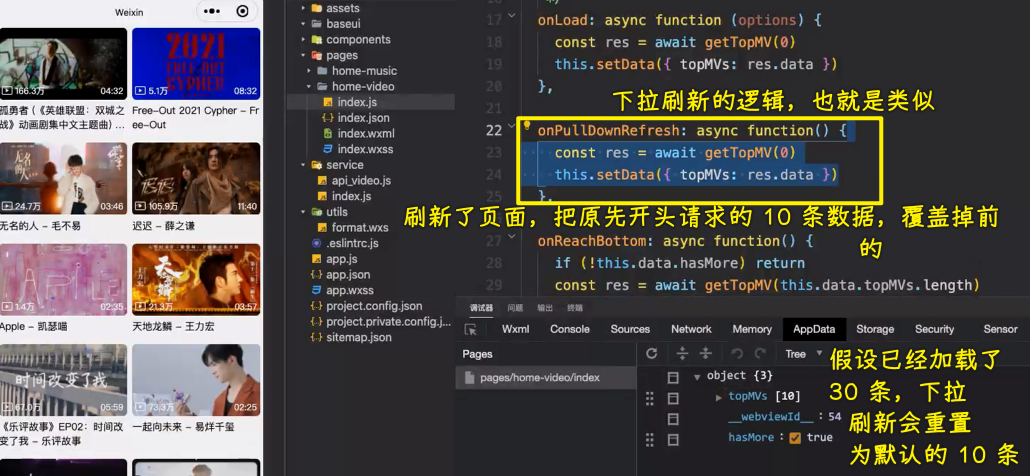 Weixin
166.3万
04:32
孤勇者 (《英雄联盟：双城之
战》动画剧集中文主题曲) ...
2021
FREE-OUT
CYPHER
5.1万
08:32
Free-Out 2021 Cypher - Fr
ee-Out
无名的人
24.7万
03:46
无名的人 - 毛不易
迟迟
105.9万
11:40
迟迟 - 薛之谦
APPLE
1.4万
02:35
Apple - 凯瑟喵
天地龙鳞
21.3万
03:57
天地龙鳞 - 王力宏
时间改变了我
67.0万
05:59
《乐评故事》EP02：时间改
变了我 - 乐评故事
73.3万
02:25
一起向未来 - 易烊千玺
assets
baseui
components
pages
home-music
home-video
index.js
index.json
index.wxml
index.wxss
service
api_video.js
index.js
utils
format.wxs
.eslintrc.js
app.js
app.json
app.wxss
project.config.json
project.private.config.j...
sitemap.json
17 onLoad: async function (options) {
18 const res = await getTopMV(0)
19 this.setData({ topMVs: res.data })
20 },
21
下拉刷新的逻辑，也就是类似
22 onPullDownRefresh: async function() {
23 const res = await getTopMV(0)
24 this.setData({ topMVs: res.data })
25 },
刷新了页面，把原先开头请求的 10 条数据，覆盖掉前
的
27 onReachBottom: async function() {
28 if (!this.data.hasMore) return
29 const res = await getTopMV(this.data.topMVs.length)
调试器 问题 输出 终端
Wxml Console Sources Network Memory AppData Storage Security Sensor
Pages
pages/home-video/index
Tree
object {3}
topMVs [10]
__webviewId__ : 54
hasMore : true
假设已经加载了
30 条，下拉
刷新会重置
为默认的 10 条